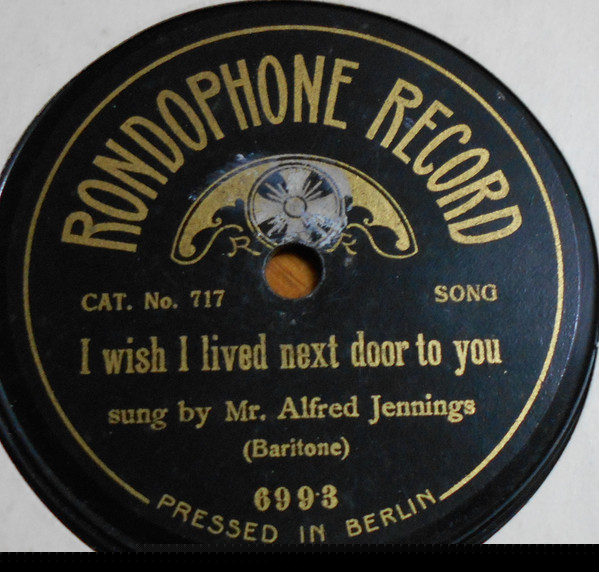 RONDOPHONE RECORD
R R
CAT. No. 717 SONG
I wish I lived next door to you
sung by Mr. Alfred Jennings
(Baritone)
6993
PRESSED IN BERLIN